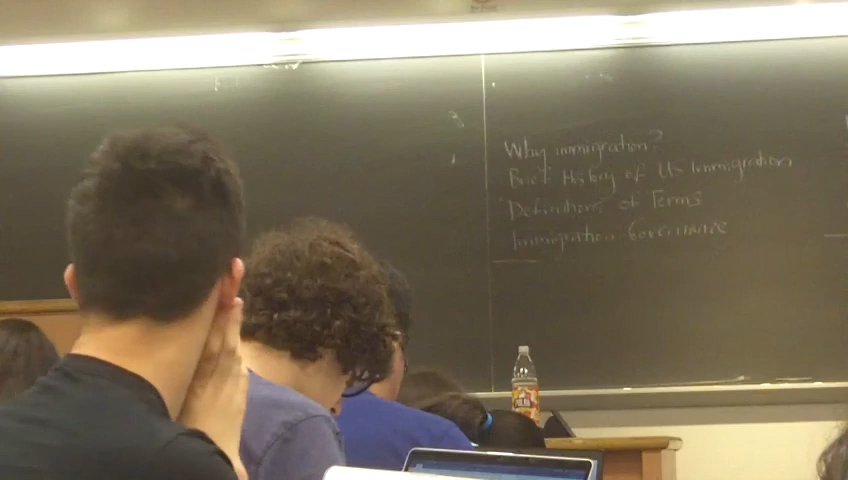 Why immigration?
Brief History of US Immigration
Definitions of Terms
Immigration Governance